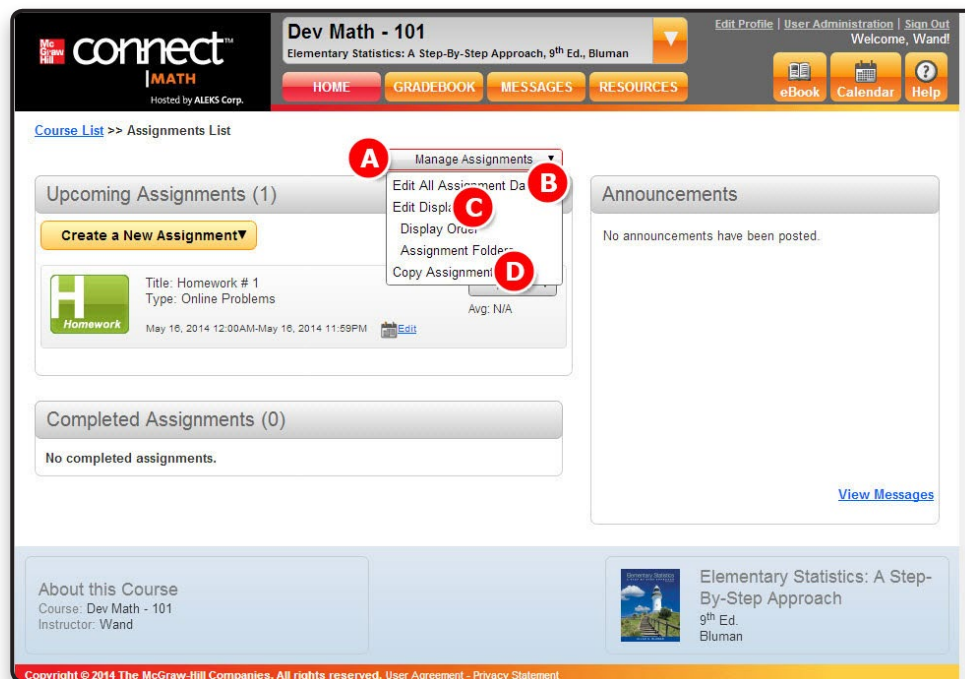 Mc Graw Hill connect™
MATH
Hosted by ALEKS Corp.
Dev Math - 101
Elementary Statistics: A Step-By-Step Approach, 9th Ed., Bluman
Edit Profile | User Administration | Sign Out
Welcome, Wand!
HOME GRADEBOOK MESSAGES RESOURCES
eBook Calendar Help
Course List >> Assignments List
A Manage Assignments
Edit All Assignment Da B
Edit Displ C
Display Order
Assignment Folders
Copy Assignment D
Upcoming Assignments (1)
Create a New Assignment
H
Homework
Title: Homework # 1
Type: Online Problems
May 16, 2014 12:00AM-May 16, 2014 11:59PM Edit
Avg: N/A
Completed Assignments (0)
No completed assignments.
Announcements
No announcements have been posted.
View Messages
About this Course
Course: Dev Math - 101
Instructor: Wand
Elementary Statistics
Elementary Statistics: A Step-
By-Step Approach
9th Ed.
Bluman
Copyright © 2014 The McGraw-Hill Companies. All rights reserved. User Agreement - Privacy Statement